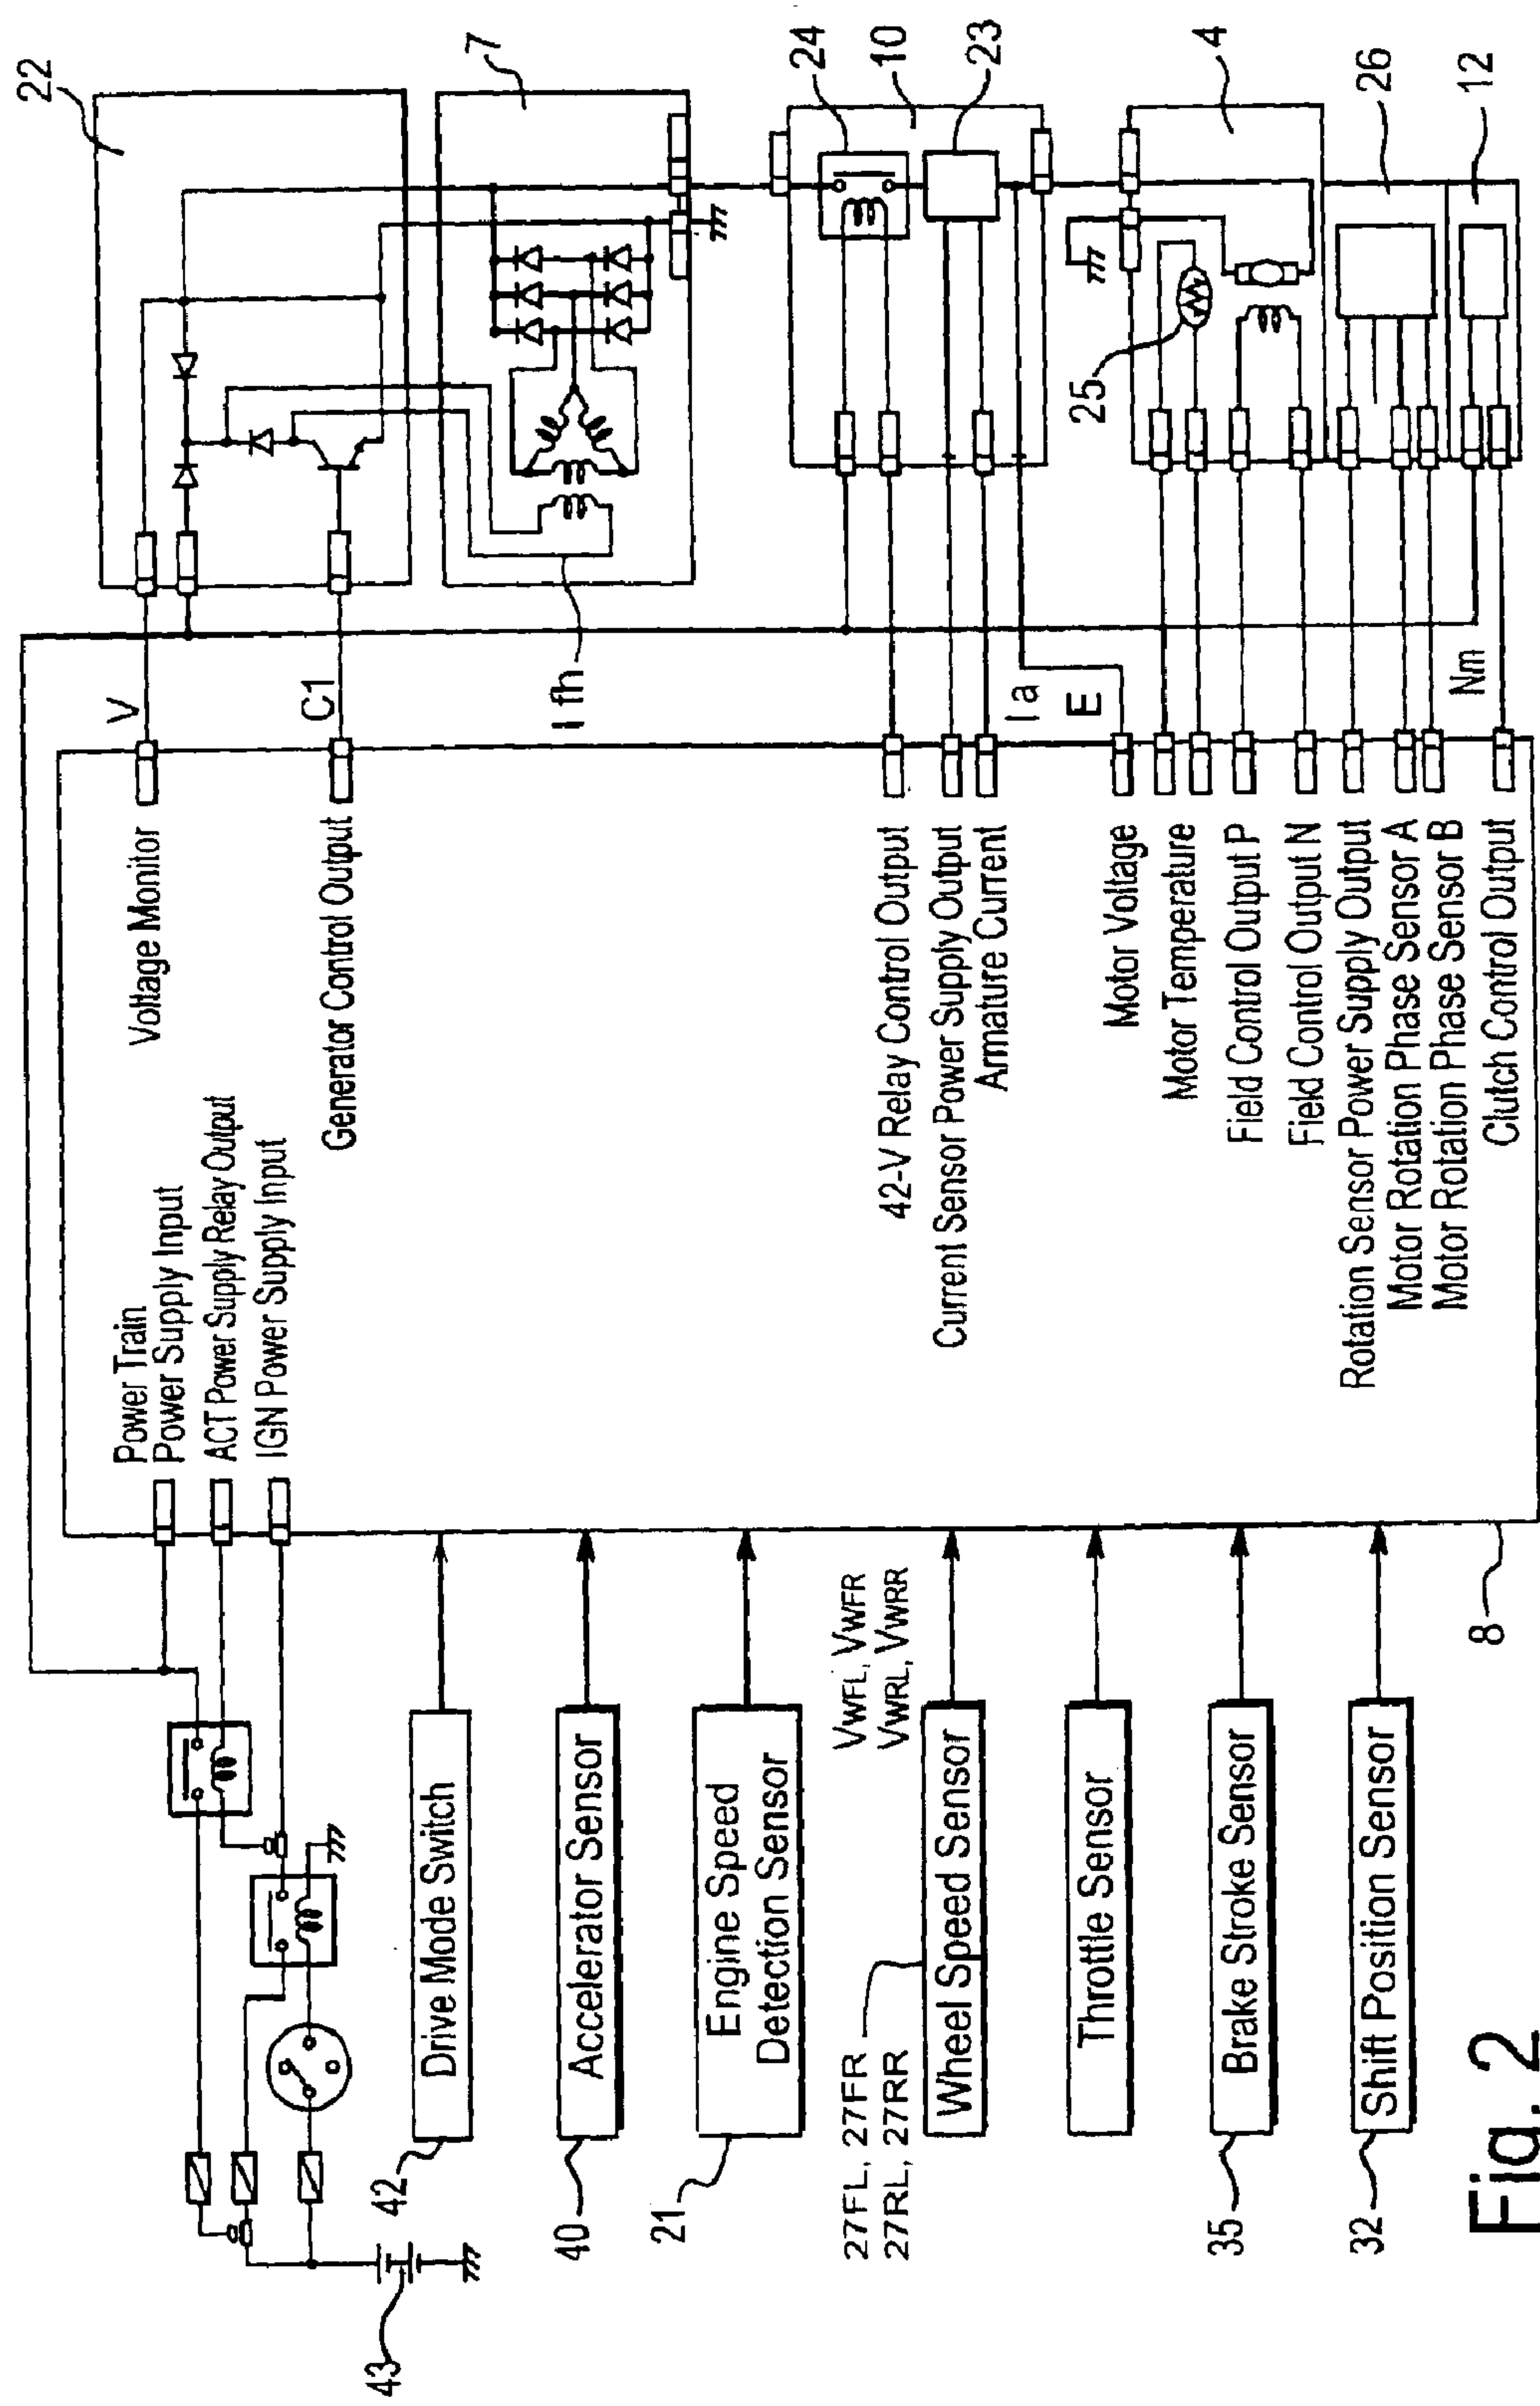 Fig. 2
43
42
Drive Mode Switch
40
Accelerator Sensor
21
Engine Speed
Detection Sensor
27FL, 27FR
27RL, 27RR
VWFL, VWFR
VWRL, VWRR
Wheel Speed Sensor
Throttle Sensor
35
Brake Stroke Sensor
32
Shift Position Sensor
8
Power Train
Power Supply Input
ACT Power Supply Relay Output
IGN Power Supply Input
Voltage Monitor
Generator Control Output
42-V Relay Control Output
Current Sensor Power Supply Output
Armature Current
Motor Voltage
Motor Temperature
Field Control Output P
Field Control Output N
Rotation Sensor Power Supply Output
Motor Rotation Phase Sensor A
Motor Rotation Phase Sensor B
Clutch Control Output
V
C1
Ifh
Ia
E
Nm
22
7
24
10
23
25
4
26
12